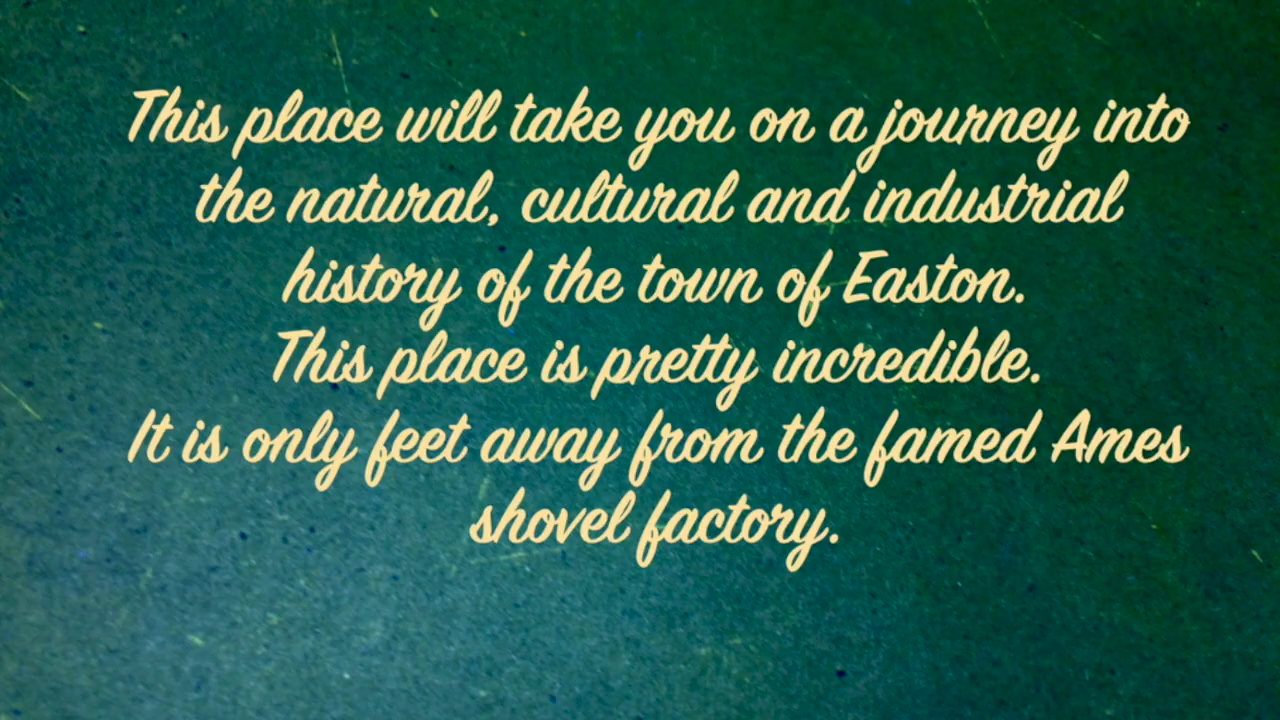 This place will take you on a journey into
the natural, cultural and industrial
history of the town of Easton.
This place is pretty incredible.
It is only feet away from the famed Ames
shovel factory.